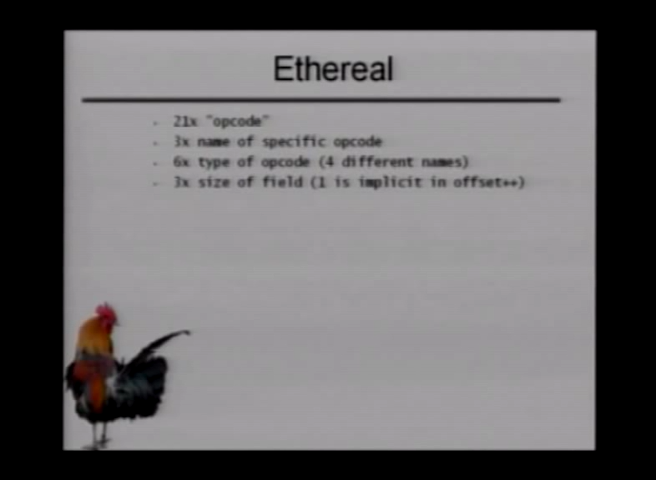 Ethereal
- 21x "opcode"
- 3x name of specific opcode
- 6x type of opcode (4 different names)
- 3x size of field (1 is implicit in offset++)